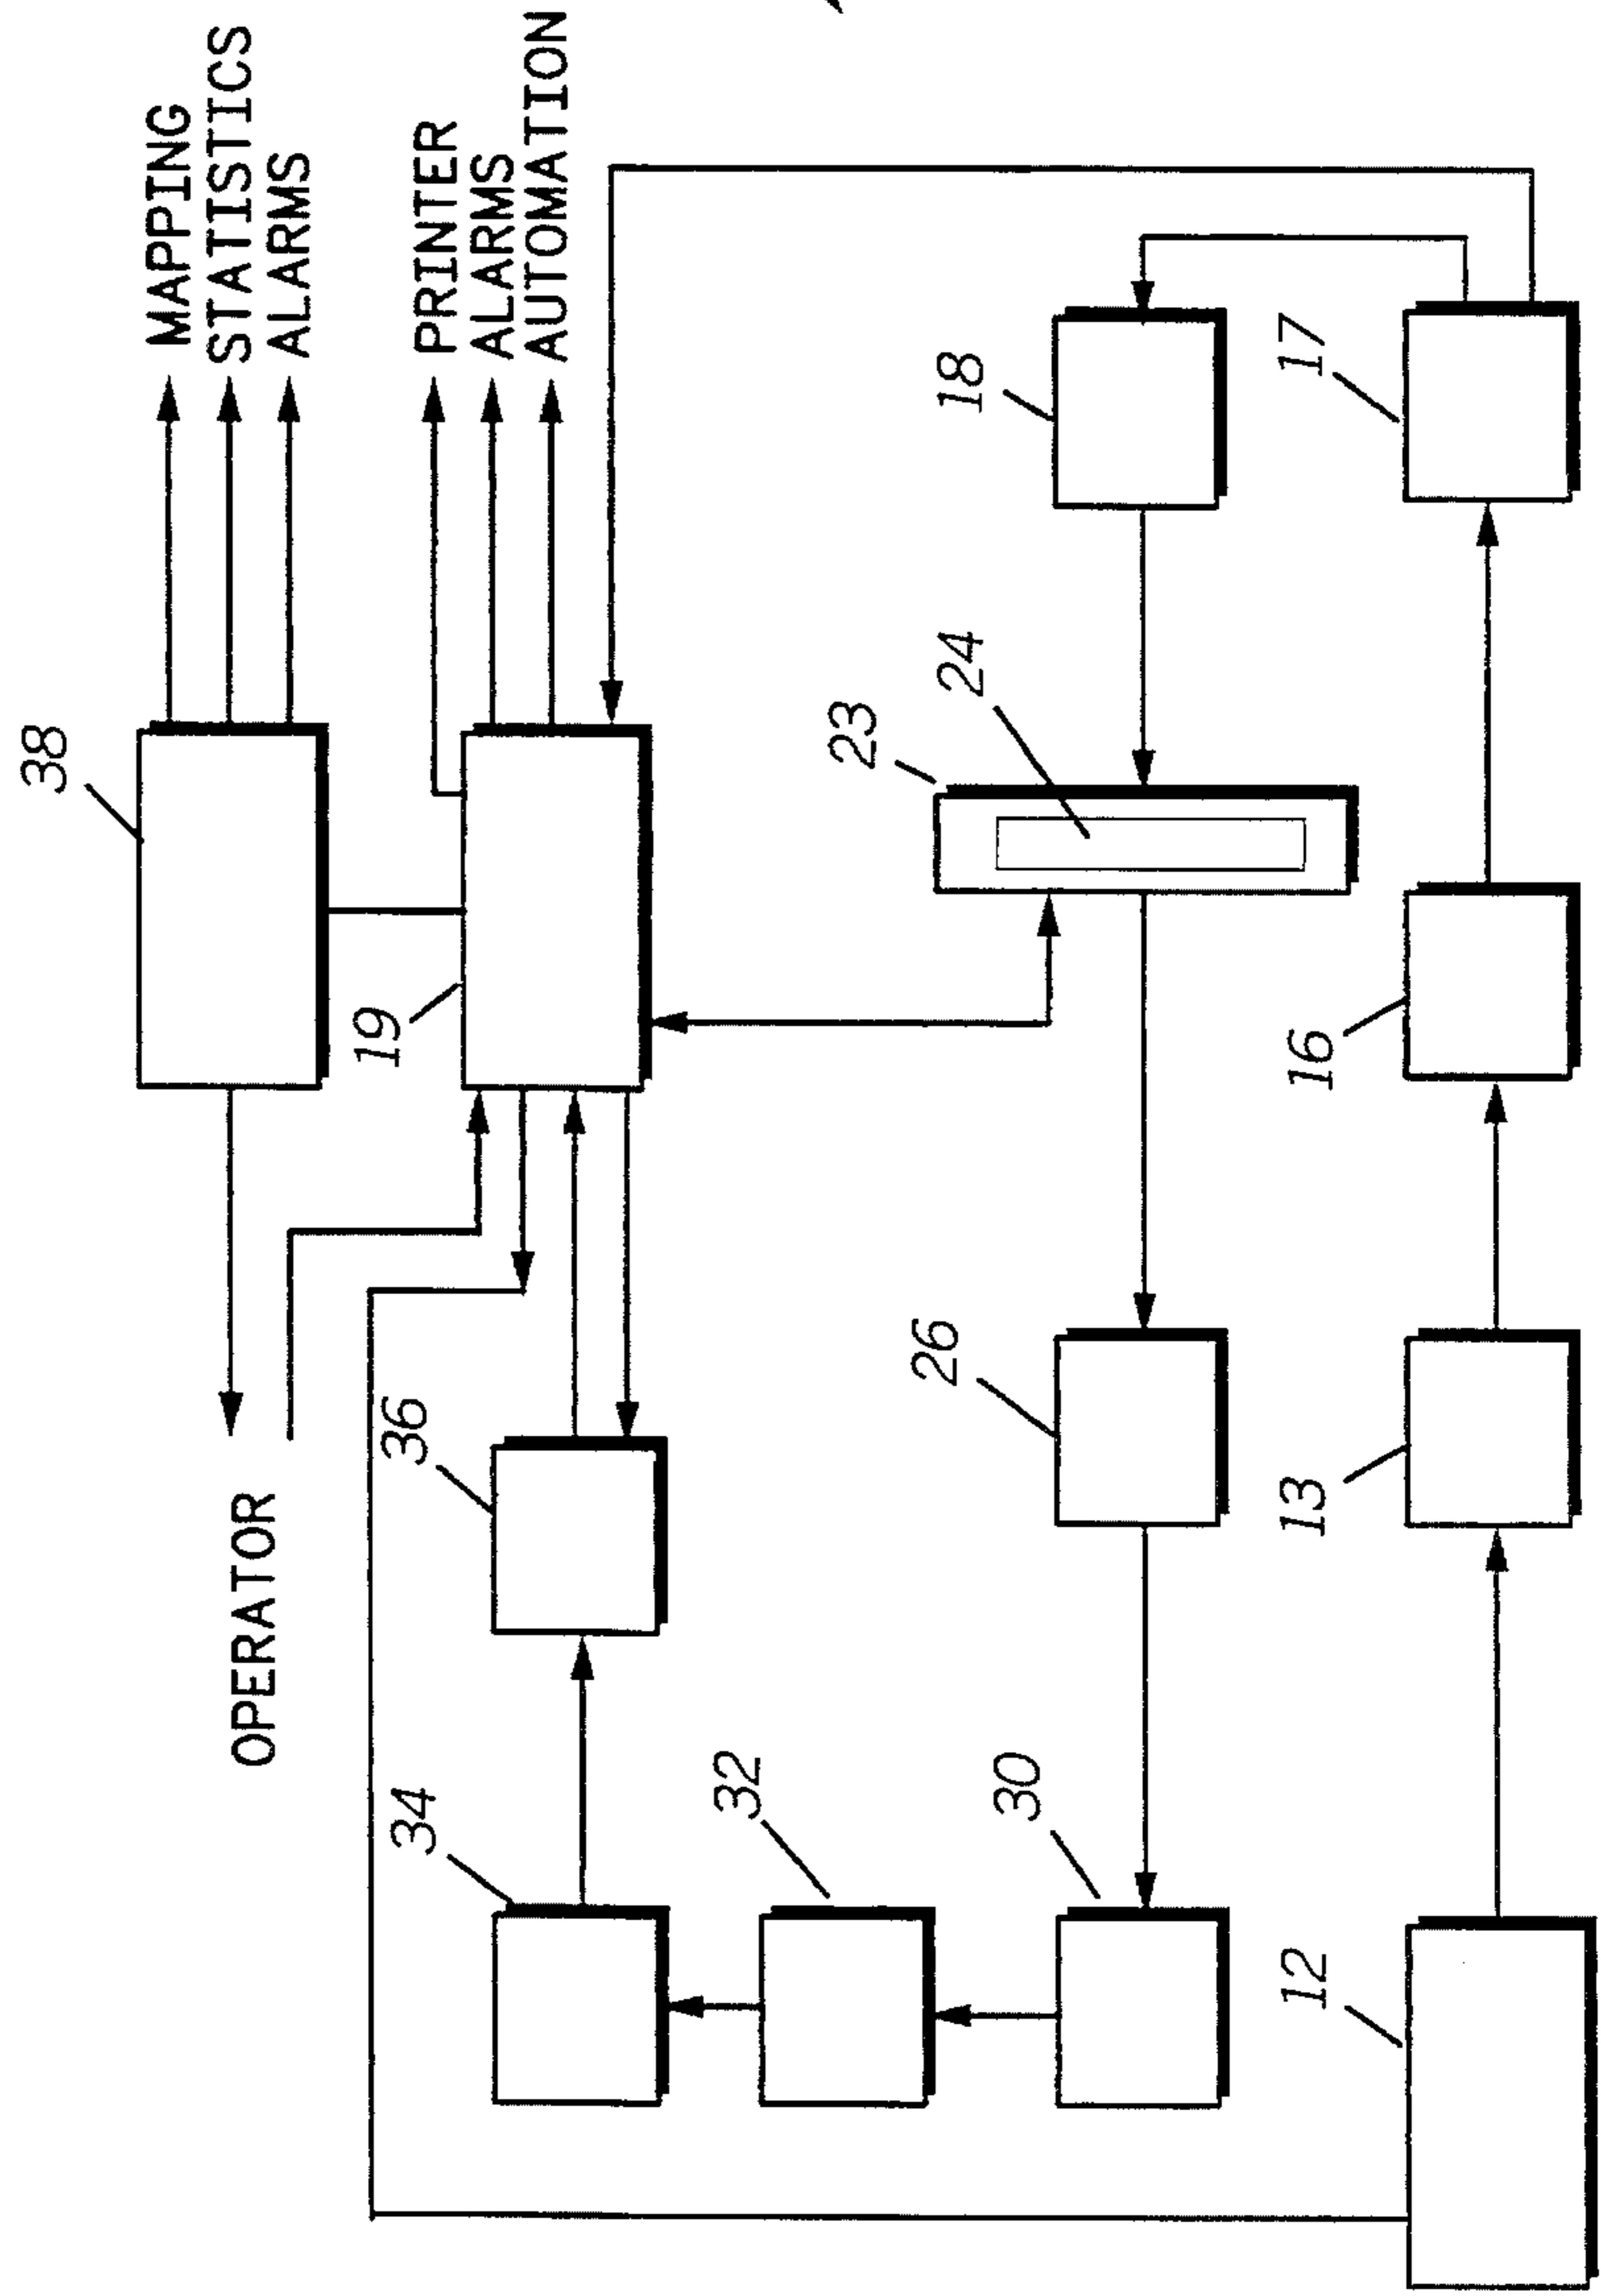 38
MAPPING
STATISTICS
ALARMS
OPERATOR
19
PRINTER
ALARMS
AUTOMATION
34
36
32
30
26
23
24
18
12
13
16
17